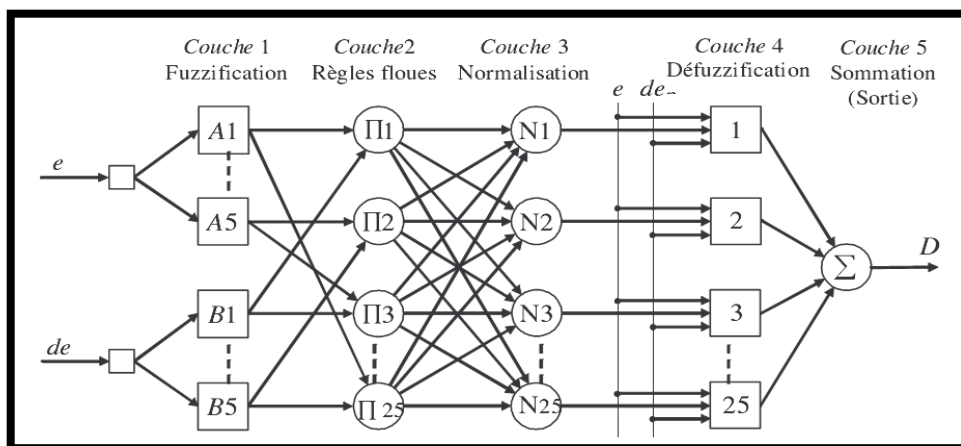 Couche 1
Fuzzification
Couche2
Règles floues
Couche 3
Normalisation
Couche 4
Défuzzification
Couche 5
Sommation
(Sortie)
e
de
A1
Π1
N1
1
e
A5
Π2
N2
2
D
Σ
B1
Π3
N3
3
de
B5
Π 25
N25
25